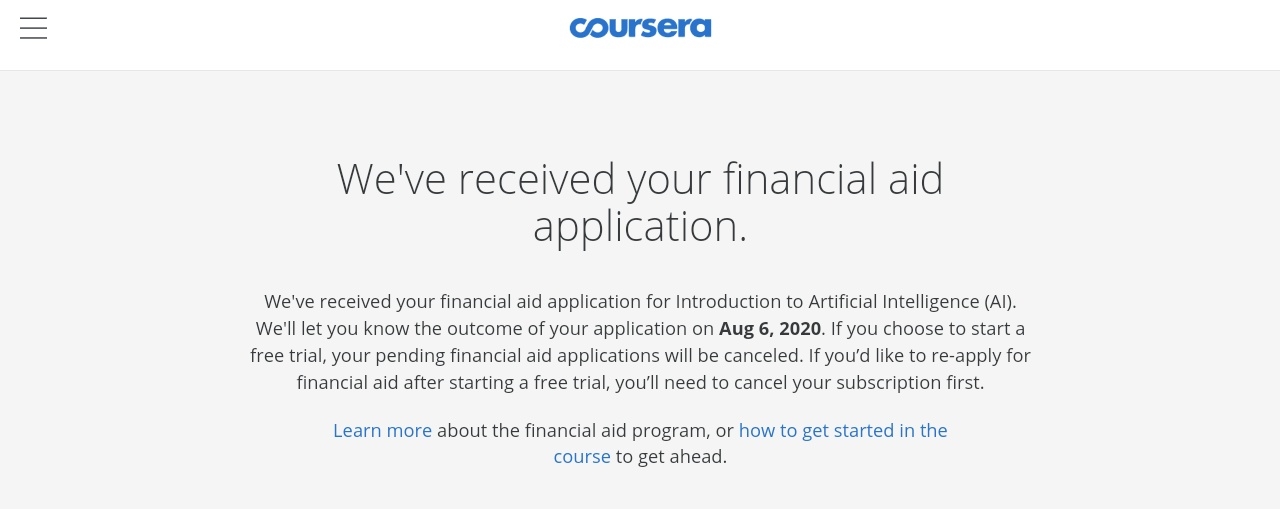 coursera
We've received your financial aid
application.
We've received your financial aid application for Introduction to Artificial Intelligence (AI).
We'll let you know the outcome of your application on Aug 6, 2020. If you choose to start a
free trial, your pending financial aid applications will be canceled. If you’d like to re-apply for
financial aid after starting a free trial, you’ll need to cancel your subscription first.
Learn more about the financial aid program, or how to get started in the
course to get ahead.